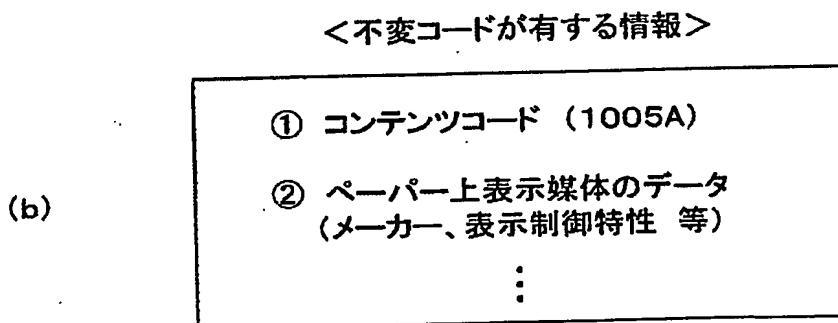 ＜不変コードが有する情報＞
① コンテンツコード （1005A）
(b)
② ペーパー上表示媒体のデータ
(メーカー、表示制御特性 等)
⋮